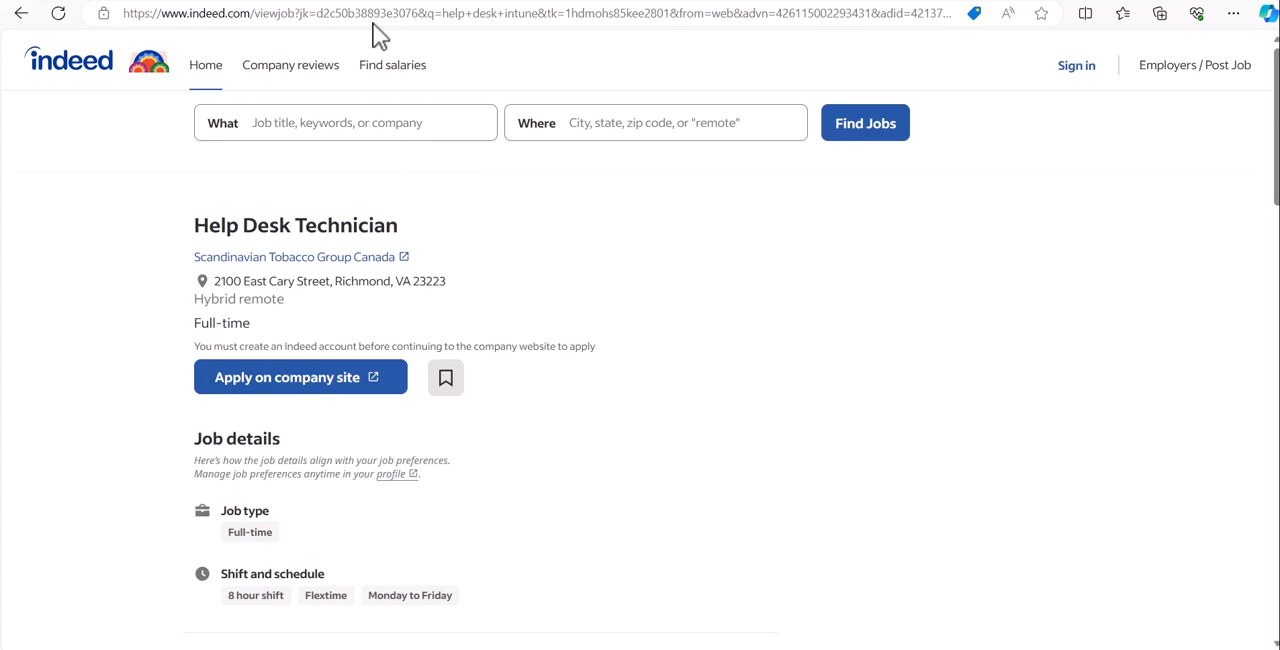 https://www.indeed.com/viewjob?jk=d2c50b38893e3076&q=help+desk+intune&tk=1hdmohs85kee2801&from=web&advn=426115002293431&adid=42137...
indeed
Home
Company reviews
Find salaries
Sign in
Employers / Post Job
What Job title, keywords, or company
Where City, state, zip code, or "remote"
Find Jobs
Help Desk Technician
Scandinavian Tobacco Group Canada
2100 East Cary Street, Richmond, VA 23223
Hybrid remote
Full-time
You must create an Indeed account before continuing to the company website to apply
Apply on company site
Job details
Here's how the job details align with your job preferences.
Manage job preferences anytime in your profile.
Job type
Full-time
Shift and schedule
8 hour shift
Flextime
Monday to Friday